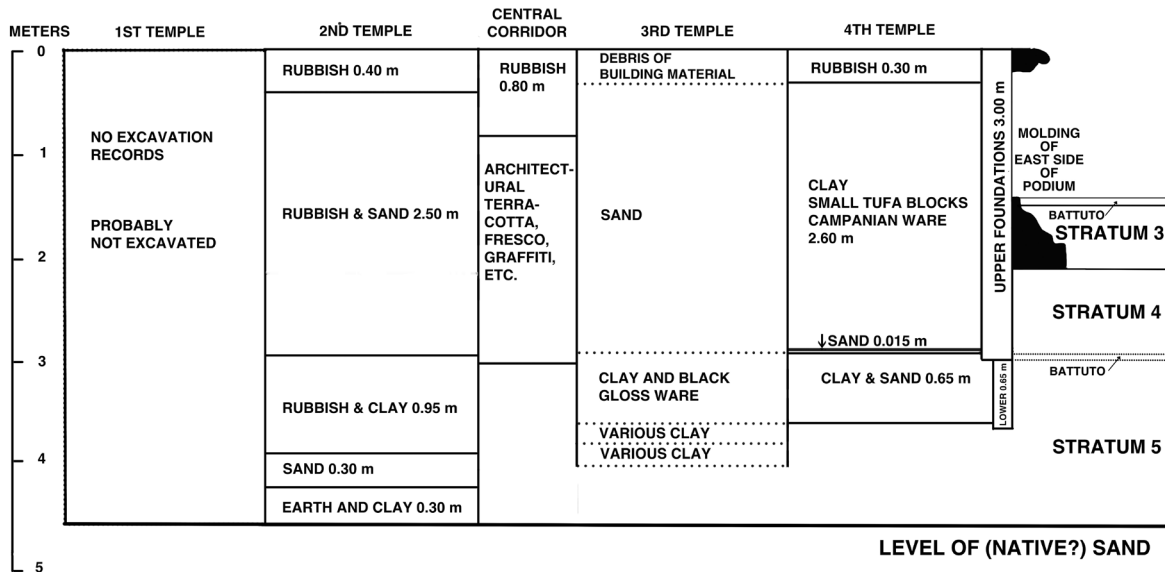 METERS
1ST TEMPLE
2ND TEMPLE
CENTRAL
CORRIDOR
3RD TEMPLE
4TH TEMPLE
0
1
2
3
4
5
NO EXCAVATION
RECORDS
PROBABLY
NOT EXCAVATED
RUBBISH 0.40 m
RUBBISH & SAND 2.50 m
RUBBISH & CLAY 0.95 m
SAND 0.30 m
EARTH AND CLAY 0.30 m
RUBBISH
0.80 m
ARCHITECT-
URAL
TERRA-
COTTA,
FRESCO,
GRAFFITI,
ETC.
DEBRIS OF
BUILDING MATERIAL
SAND
CLAY AND BLACK
GLOSS WARE
VARIOUS CLAY
VARIOUS CLAY
RUBBISH 0.30 m
CLAY
SMALL TUFA BLOCKS
CAMPANIAN WARE
2.60 m
SAND 0.015 m
CLAY & SAND 0.65 m
UPPER FOUNDATIONS 3.00 m
LOWER 0.65 m
MOLDING
OF
EAST SIDE
OF
PODIUM
BATTUTO
STRATUM 3
STRATUM 4
BATTUTO
STRATUM 5
LEVEL OF (NATIVE?) SAND